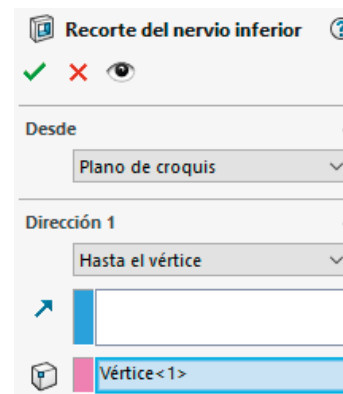 Recorte del nervio inferior
Desde
Plano de croquis
Dirección 1
Hasta el vértice
Vértice<1>